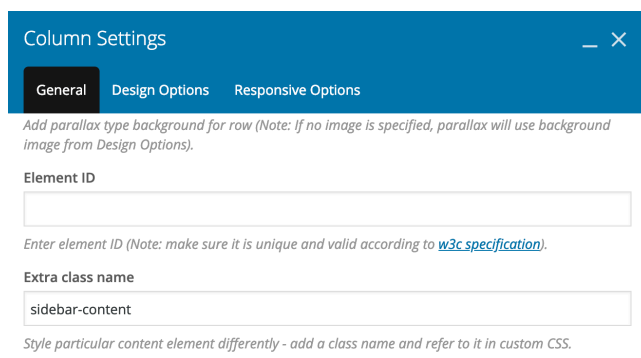 Column Settings
General Design Options Responsive Options
Add parallax type background for row (Note: If no image is specified, parallax will use background
image from Design Options).
Element ID
Enter element ID (Note: make sure it is unique and valid according to w3c specification).
Extra class name
sidebar-content
Style particular content element differently - add a class name and refer to it in custom CSS.